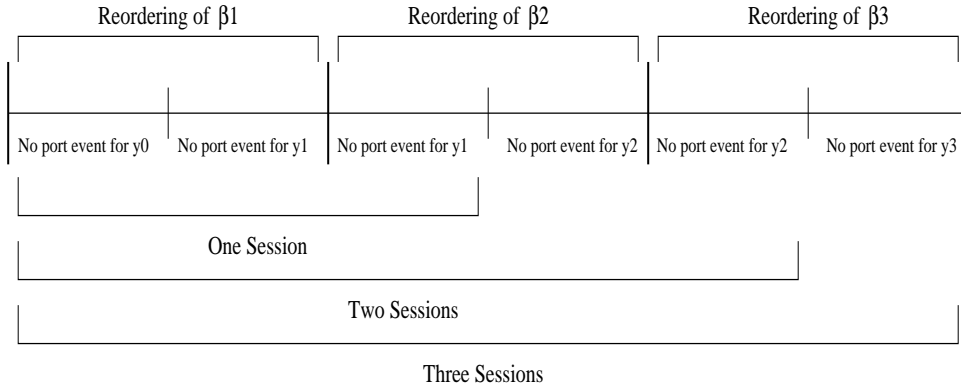 Reordering of β1 Reordering of β2 Reordering of β3
No port event for y0 No port event for y1 No port event for y1 No port event for y2 No port event for y2 No port event for y3
One Session
Two Sessions
Three Sessions